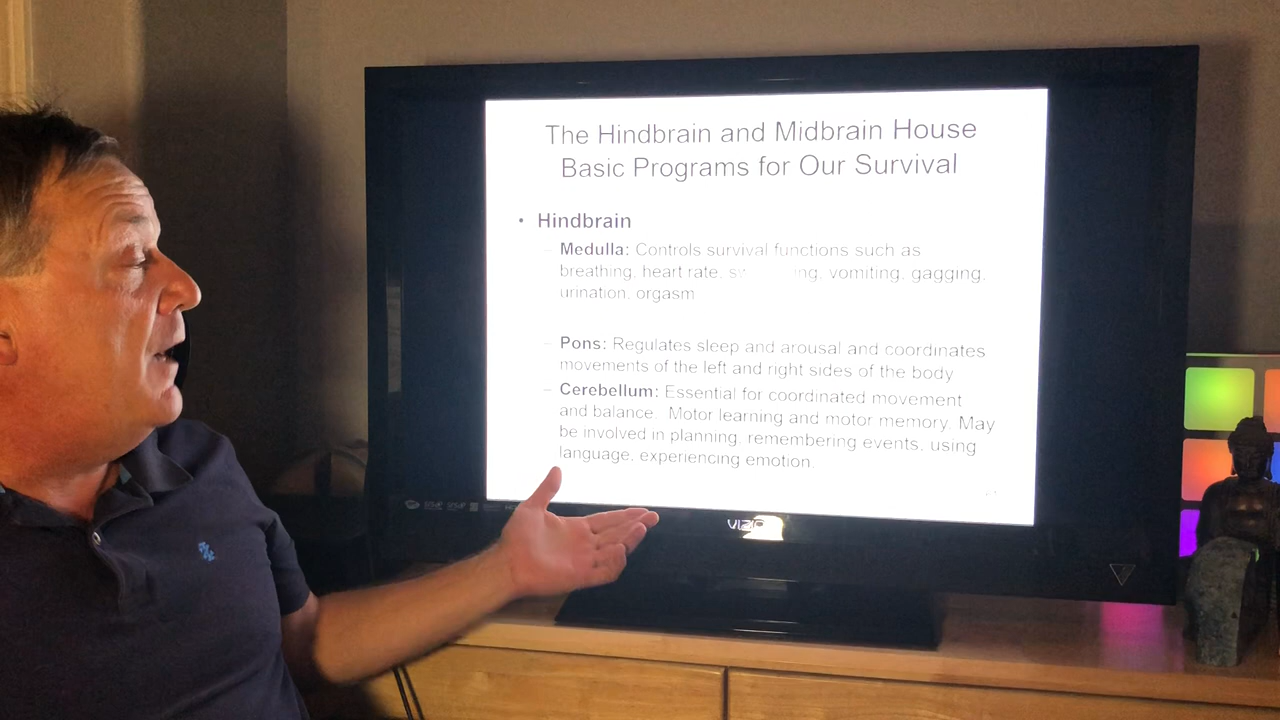 The Hindbrain and Midbrain House
Basic Programs for Our Survival
• Hindbrain
– Medulla: Controls survival functions such as
breathing, heart rate, vomiting, gagging,
urination, orgasm
– Pons: Regulates sleep and arousal and coordinates
movements of the left and right sides of the body
– Cerebellum: Essential for coordinated movement
and balance. Motor learning and motor memory. May
be involved in planning, remembering events, using
language, experiencing emotion.
VIZIO